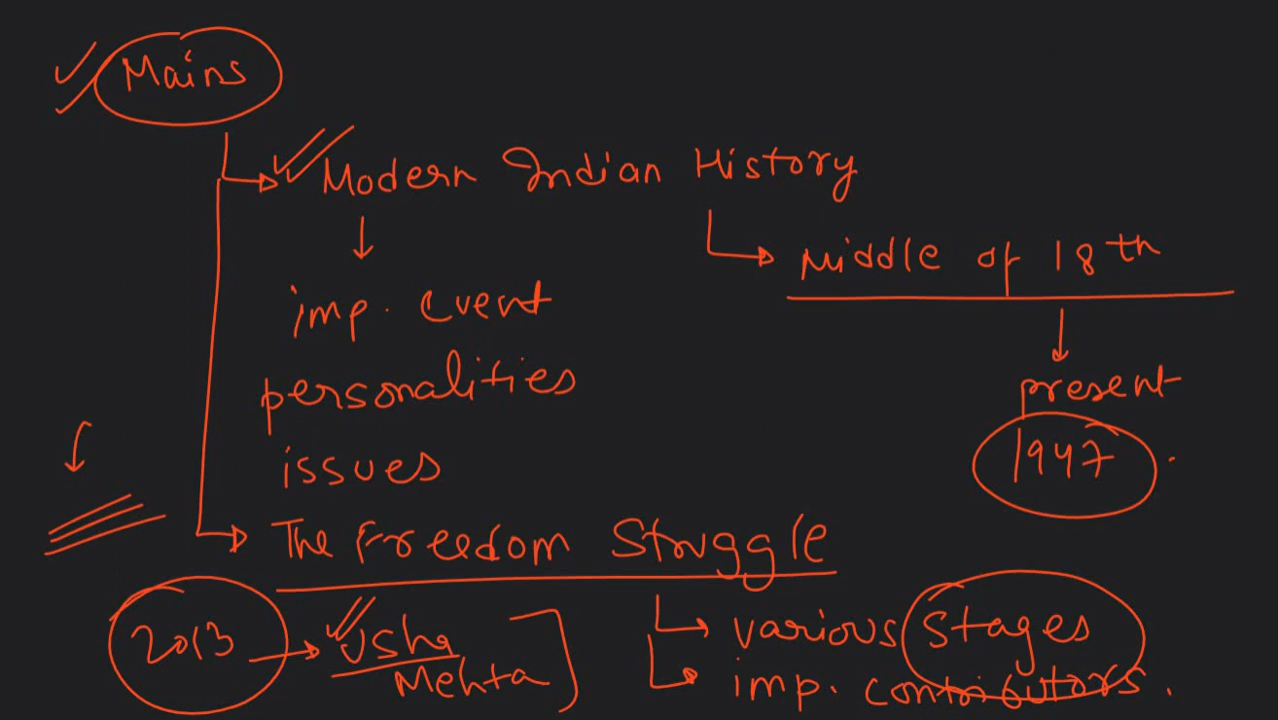 Mains
Modern Indian History
Middle of 18th
imp. event
personalities
present
issues
1947
The Freedom Struggle
2013
Usha
Mehta
various stages
imp. contributors.